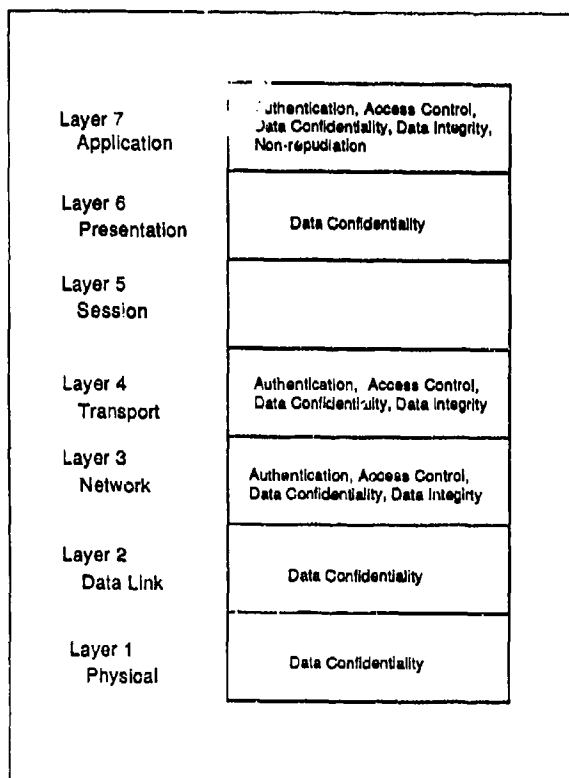 Layer 7
Application
Authentication, Access Control,
Data Confidentiality, Data Integrity,
Non-repudiation
Layer 6
Presentation
Data Confidentiality
Layer 5
Session
Layer 4
Transport
Authentication, Access Control,
Data Confidentiality, Data Integrity
Layer 3
Network
Authentication, Access Control,
Data Confidentiality, Data Integirty
Layer 2
Data Link
Data Confidentiality
Layer 1
Physical
Data Confidentiality